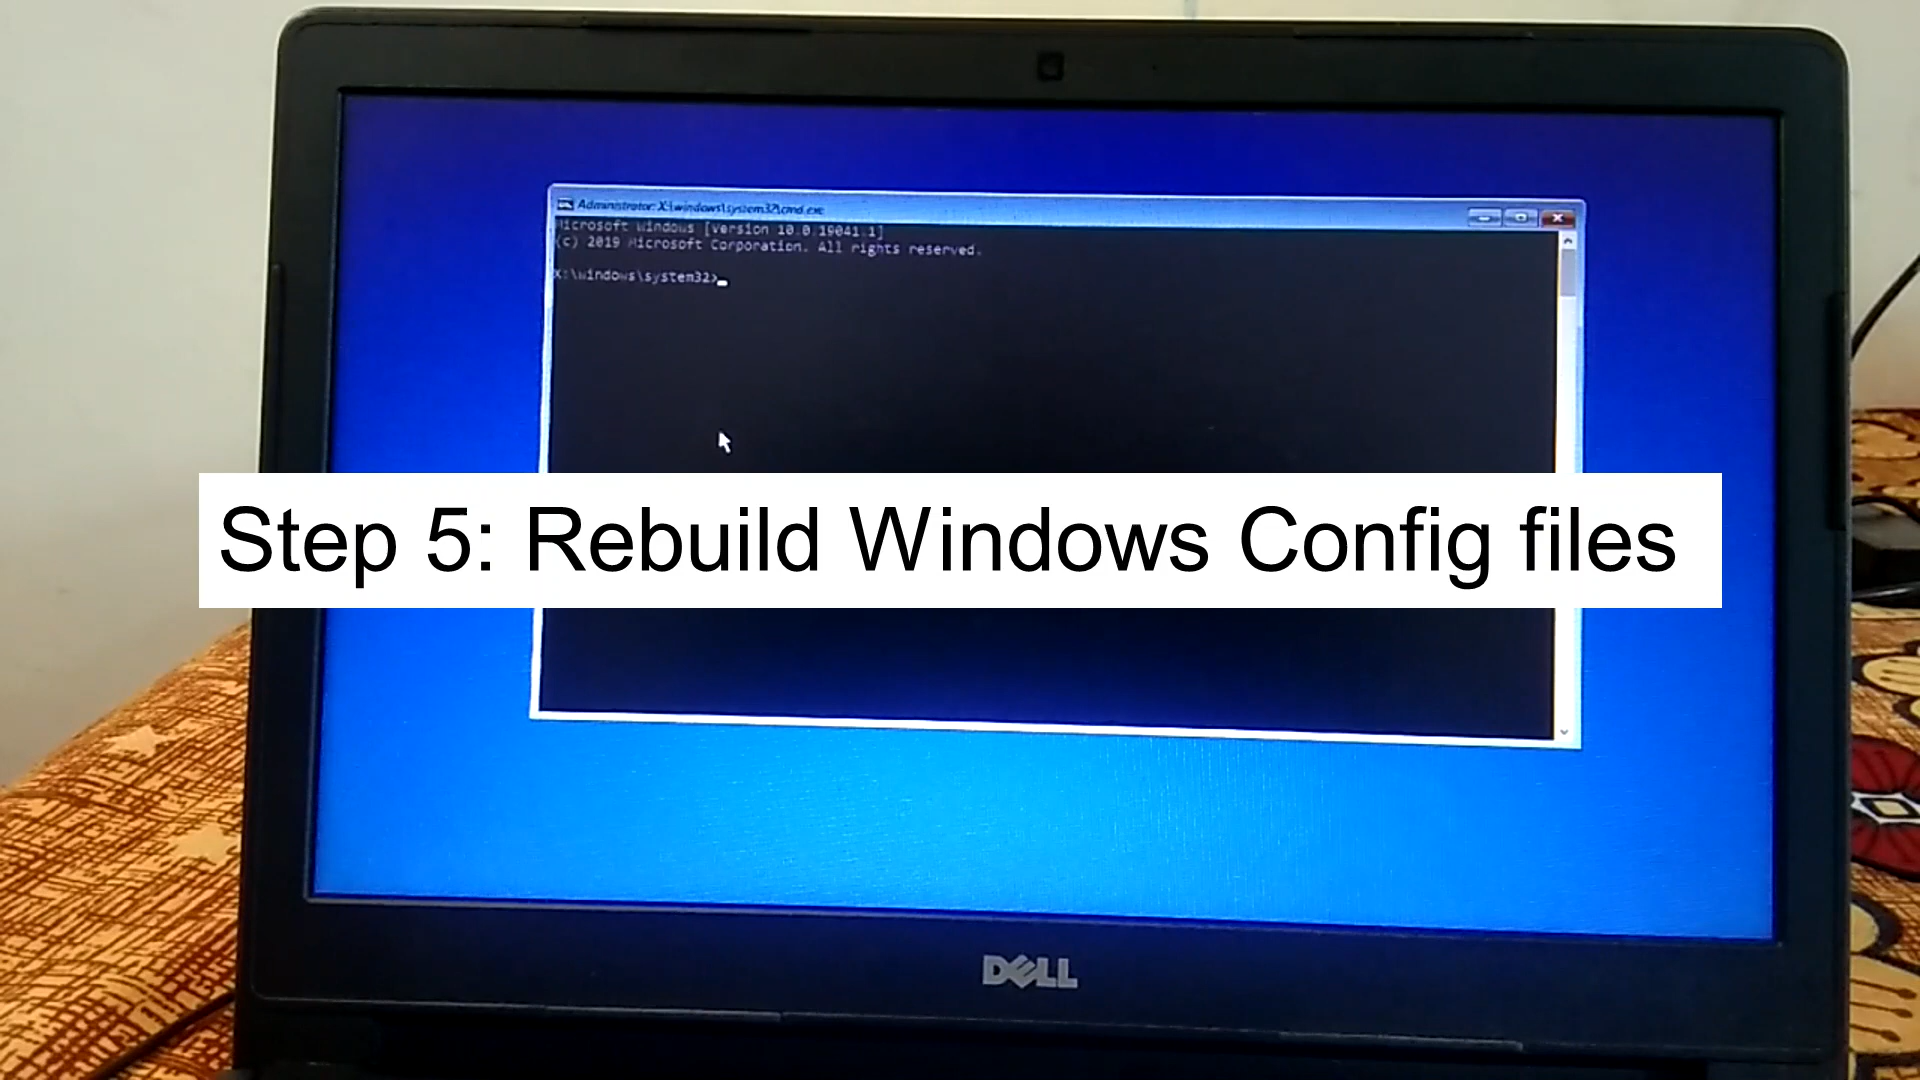 Administrator: X:\windows\system32\cmd.exe
Microsoft Windows [Version 10.0.19041.1]
(c) 2019 Microsoft Corporation. All rights reserved.
X:\windows\system32>
Step 5: Rebuild Windows Config files
DELL